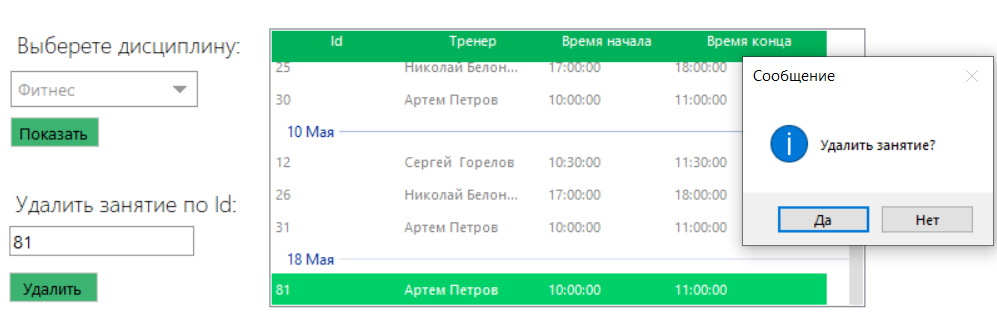 Выберете дисциплину:
Фитнес
Показать
Удалить занятие по Id:
81
Удалить
Id Тренер Время начала Время конца
25 Николай Белон... 17:00:00 18:00:00
30 Артем Петров 10:00:00 11:00:00
10 Мая
12 Сергей Горелов 10:30:00 11:30:00
26 Николай Белон... 17:00:00 18:00:00
31 Артем Петров 10:00:00 11:00:00
18 Мая
81 Артем Петров 10:00:00 11:00:00
Сообщение
Удалить занятие?
Да Нет